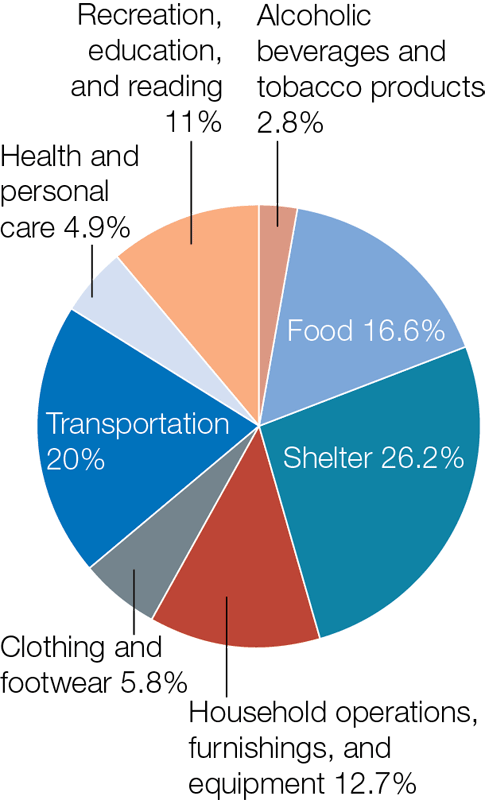 Recreation,
education,
and reading
11%
Alcoholic
beverages and
tobacco products
2.8%
Health and
personal
care 4.9%
Food 16.6%
Transportation
20%
Shelter 26.2%
Clothing and
footwear 5.8%
Household operations,
furnishings, and
equipment 12.7%